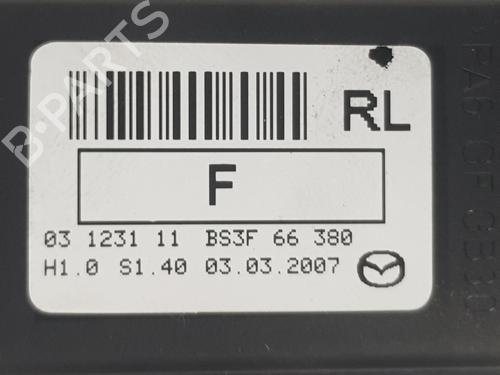 RL
F
03 1231 11 BS3F 66 380
H1.0 S1.40 03.03.2007
B-PARTS